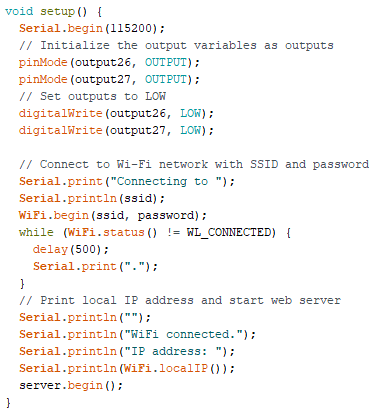 void setup() {
  Serial.begin(115200);
  // Initialize the output variables as outputs
  pinMode(output26, OUTPUT);
  pinMode(output27, OUTPUT);
  // Set outputs to LOW
  digitalWrite(output26, LOW);
  digitalWrite(output27, LOW);

  // Connect to Wi-Fi network with SSID and password
  Serial.print("Connecting to ");
  Serial.println(ssid);
  WiFi.begin(ssid, password);
  while (WiFi.status() != WL_CONNECTED) {
    delay(500);
    Serial.print(".");
  }
  // Print local IP address and start web server
  Serial.println("");
  Serial.println("WiFi connected.");
  Serial.println("IP address: ");
  Serial.println(WiFi.localIP());
  server.begin();
}